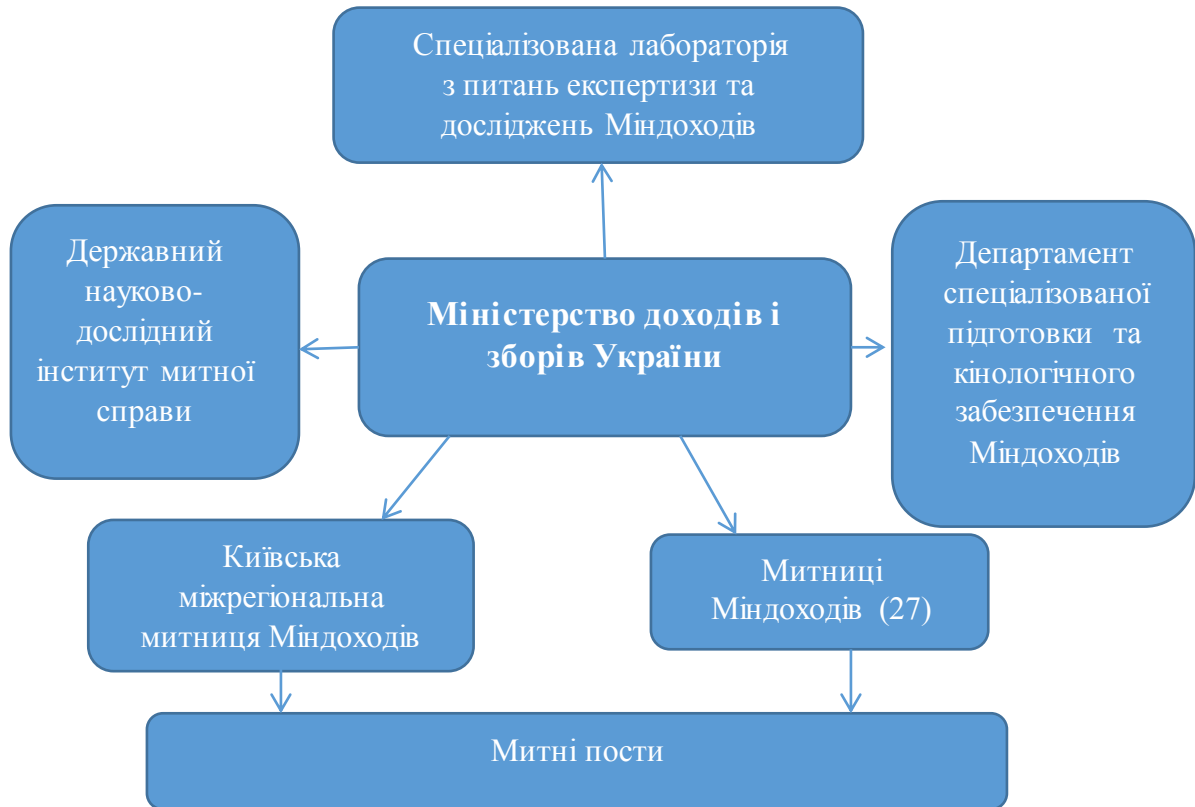 Спеціалізована лабораторія
з питань експертизи та
досліджень Міндоходів
Державний
науково-
дослідний
інститут митної
справи
Міністерство доходів і
зборів України
Департамент
спеціалізованої
підготовки та
кінологічного
забезпечення
Міндоходів
Київська
міжрегіональна
митниця Міндоходів
Митниці
Міндоходів (27)
Митні пости